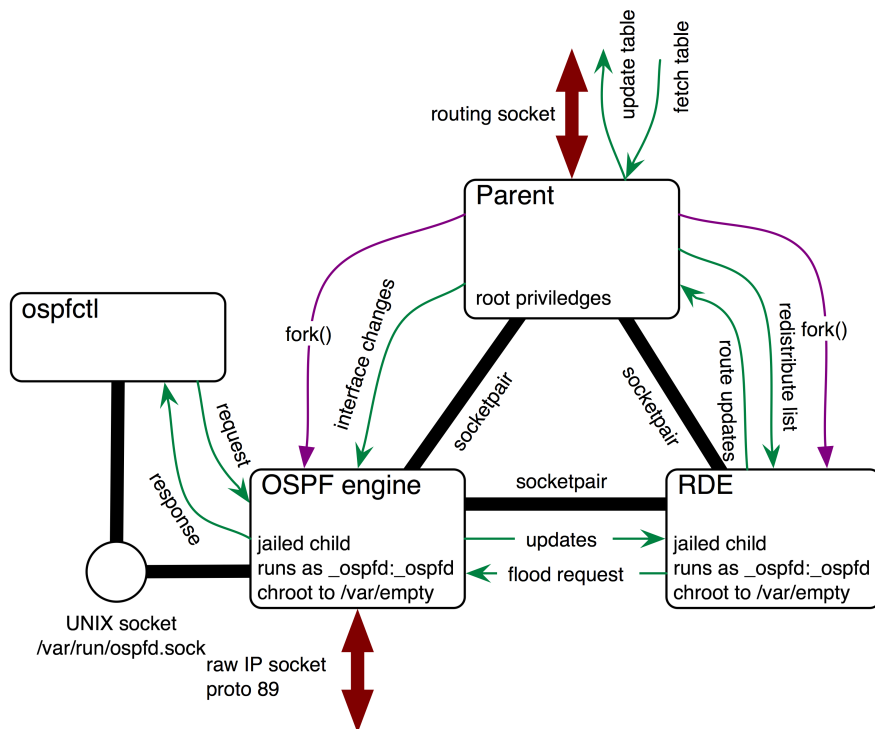 update table
fetch table
routing socket
Parent
root priviledges
ospfctl
fork()
interface changes
socketpair
socketpair
route updates
redistribute list
fork()
request
response
OSPF engine
jailed child
runs as _ospfd:_ospfd
chroot to /var/empty
socketpair
updates
flood request
RDE
jailed child
runs as _ospfd:_ospfd
chroot to /var/empty
UNIX socket
/var/run/ospfd.sock
raw IP socket
proto 89